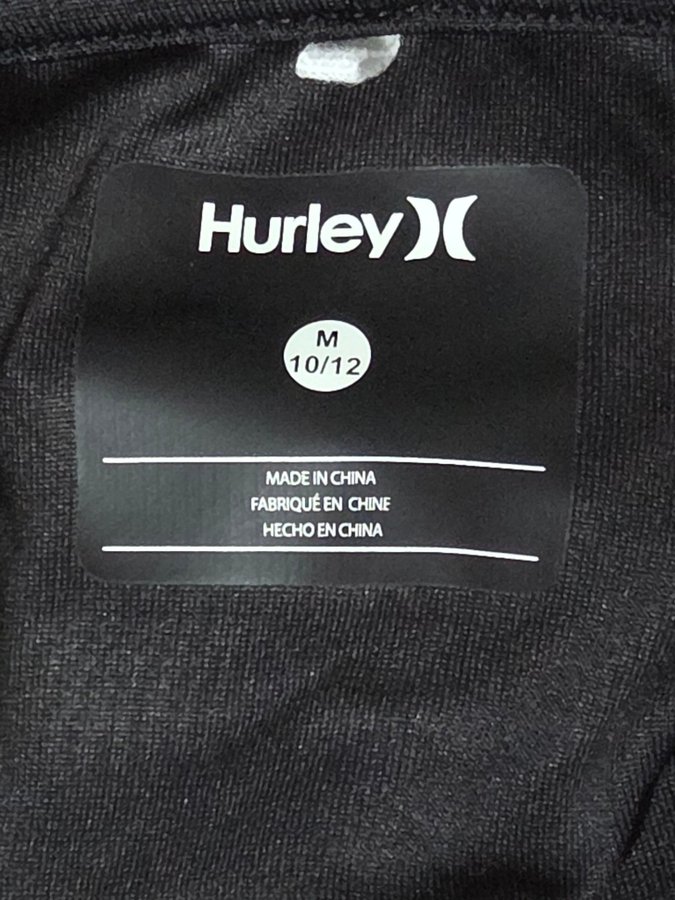 Hurley
M
10/12
MADE IN CHINA
FABRIQUÉ EN CHINE
HECHO EN CHINA